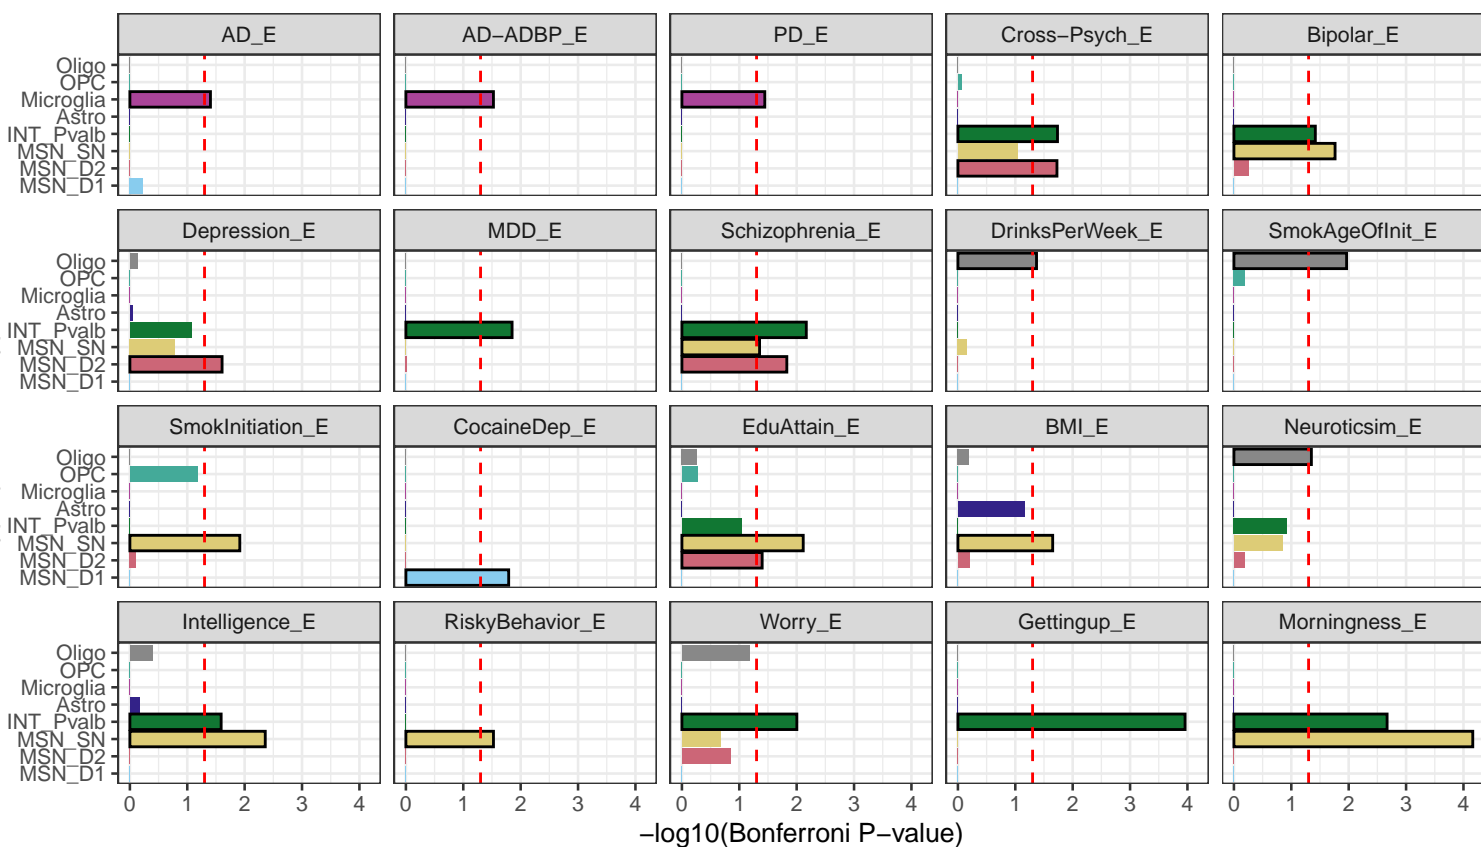 AD_E AD−ADBP_E PD_E Cross−Psych_E Bipolar_E
Oligo
OPC
Microglia
Astro
INT_Pvalb
MSN_SN
MSN_D2
MSN_D1
Depression_E MDD_E Schizophrenia_E DrinksPerWeek_E SmokAgeOfInit_E
Oligo
OPC
Microglia
Astro
INT_Pvalb
MSN_SN
MSN_D2
MSN_D1
SmokInitiation_E CocaineDep_E EduAttain_E BMI_E Neuroticsim_E
Oligo
OPC
Microglia
Astro
INT_Pvalb
MSN_SN
MSN_D2
MSN_D1
Intelligence_E RiskyBehavior_E Worry_E Gettingup_E Morningness_E
Oligo
OPC
Microglia
Astro
INT_Pvalb
MSN_SN
MSN_D2
MSN_D1
0 1 2 3 4 0 1 2 3 4 0 1 2 3 4 0 1 2 3 4 0 1 2 3 4
−log10(Bonferroni P−value)